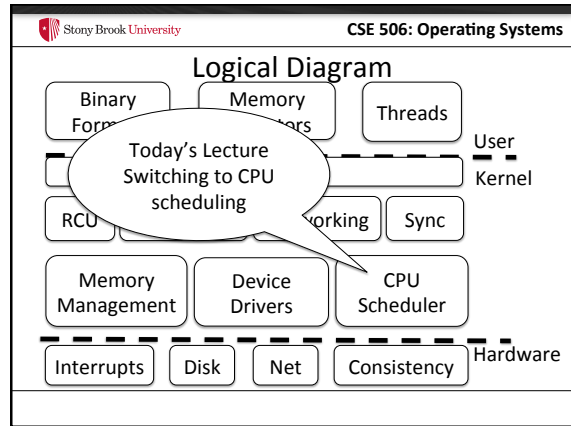 Stony Brook University
CSE 506: Operating Systems
Logical Diagram
Binary
Memory
Threads
User
Today's Lecture
Switching to CPU
scheduling
Kernel
RCU
Sync
Memory
Management
Device
Drivers
CPU
Scheduler
Hardware
Interrupts
Disk
Net
Consistency